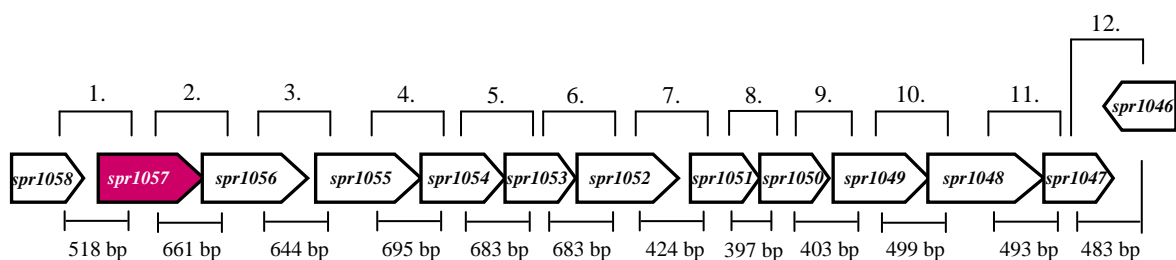 12.
1. 2. 3. 4. 5. 6. 7. 8. 9. 10. 11.
spr1046
spr1058 spr1057 spr1056 spr1055 spr1054 spr1053 spr1052 spr1051 spr1050 spr1049 spr1048 spr1047
518 bp 661 bp 644 bp 695 bp 683 bp 683 bp 424 bp 397 bp 403 bp 499 bp 493 bp 483 bp